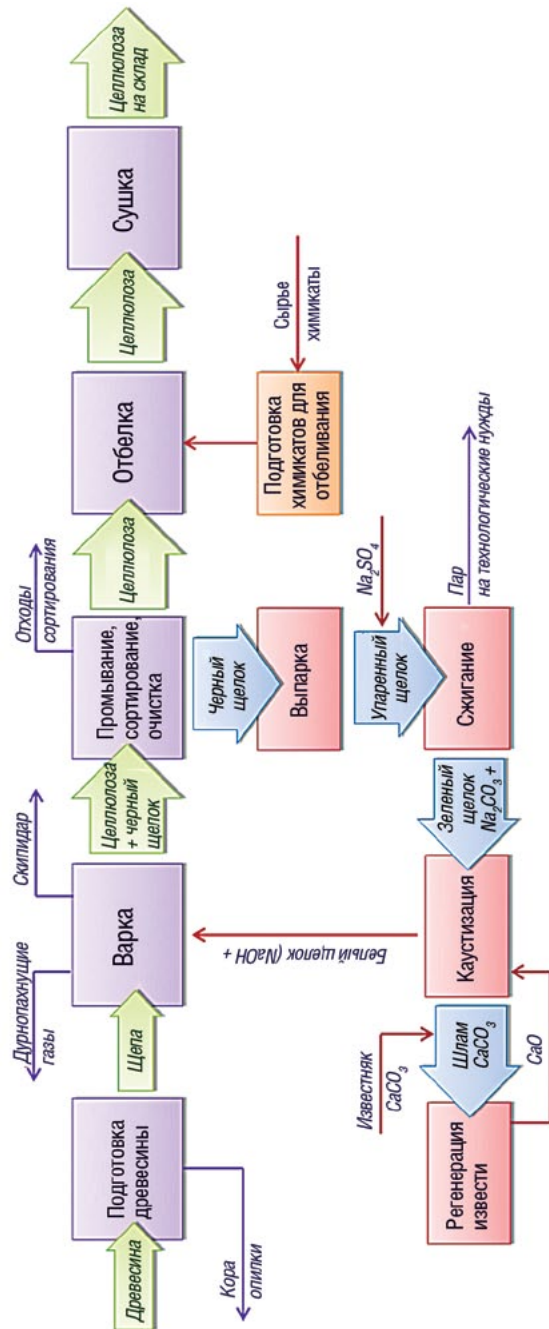 Древесина
Подготовка
древесины
Кора
опилки
Щепа
Дурнопахнущие
газы
Варка
Скипидар
Целлюлоза
+ черный
щелок
Промывание,
сортирование,
очистка
Отходы
сортирования
Целлюлоза
Отбелка
Целлюлоза
Сушка
Целлюлоза
на склад
Черный
щелок
Выпарка
Na₂SO₄
Упаренный
щелок
Сжигание
Пар
на технологические нужды
Подготовка
химикатов для
отбеливания
Сырье
химикаты
Зеленый
щелок
Na₂CO₃ +
Каустизация
Белый щелок (NaOH +
Известняк
CaCO₃
Шлам
CaCO₃
CaO
Регенерация
извести